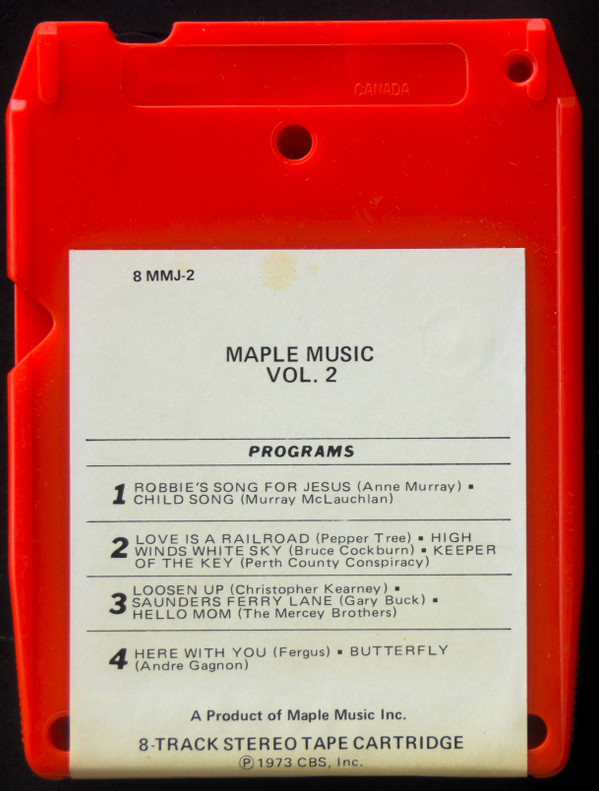 CANADA
8 MMJ-2
MAPLE MUSIC
VOL. 2
PROGRAMS
1 ROBBIE'S SONG FOR JESUS (Anne Murray) ▪
CHILD SONG (Murray McLauchlan)
2 LOVE IS A RAILROAD (Pepper Tree) ▪ HIGH
WINDS WHITE SKY (Bruce Cockburn) ▪ KEEPER
OF THE KEY (Perth County Conspiracy)
3 LOOSEN UP (Christopher Kearney) ▪
SAUNDERS FERRY LANE (Gary Buck) ▪
HELLO MOM (The Mercey Brothers)
4 HERE WITH YOU (Fergus) ▪ BUTTERFLY
(Andre Gagnon)
A Product of Maple Music Inc.
8-TRACK STEREO TAPE CARTRIDGE
Ⓟ 1973 CBS, Inc.